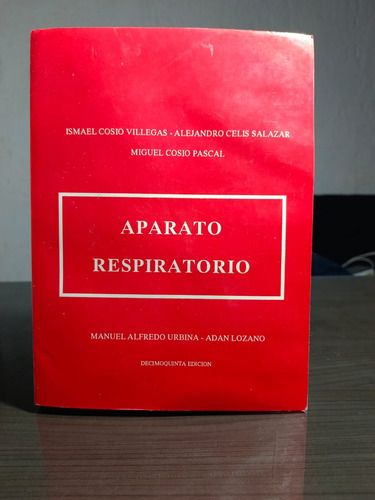 ISMAEL COSIO VILLEGAS - ALEJANDRO CELIS SALAZAR
MIGUEL COSIO PASCAL
APARATO
RESPIRATORIO
MANUEL ALFREDO URBINA - ADAN LOZANO
DECIMOQUINTA EDICION